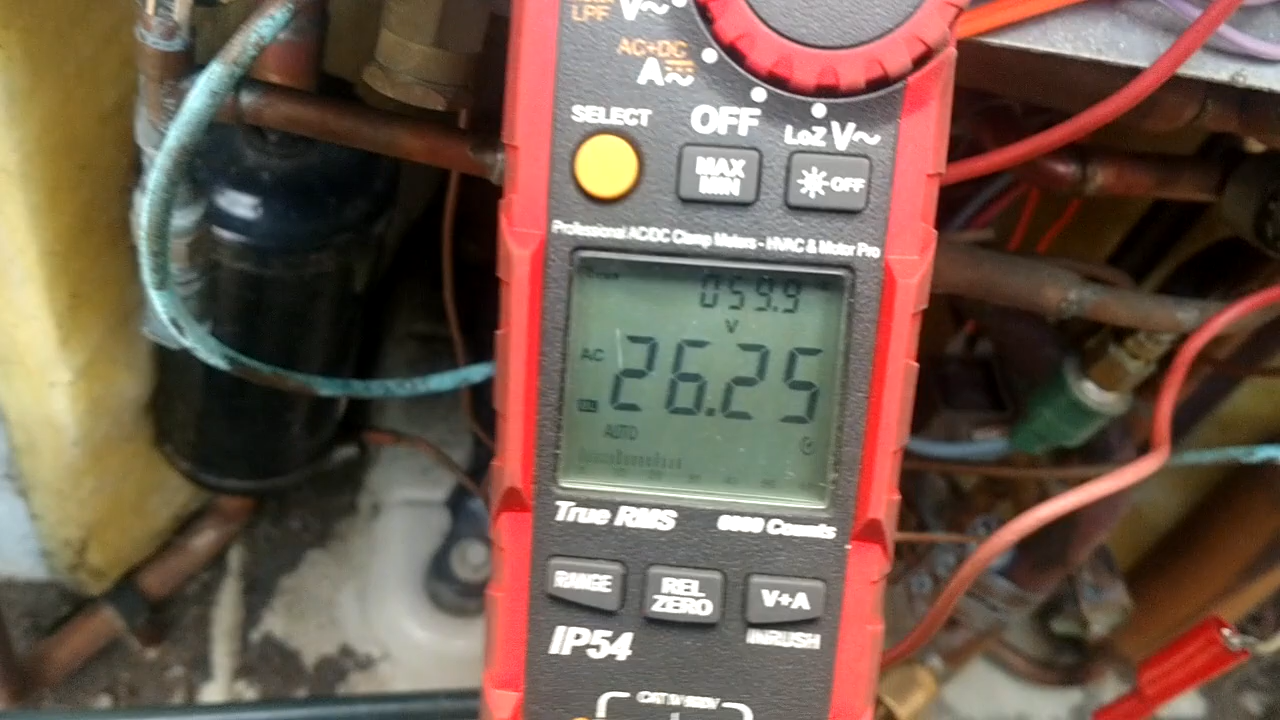 LPF V~
AC+DC
A~
SELECT OFF LoZ V~
MAX MIN OFF
Professional AC/DC Clamp Meters - HVAC & Motor Pro
059.9
V
AC 26.25
AUTO
True RMS Counts
RANGE REL ZERO V+A
INRUSH
IP54